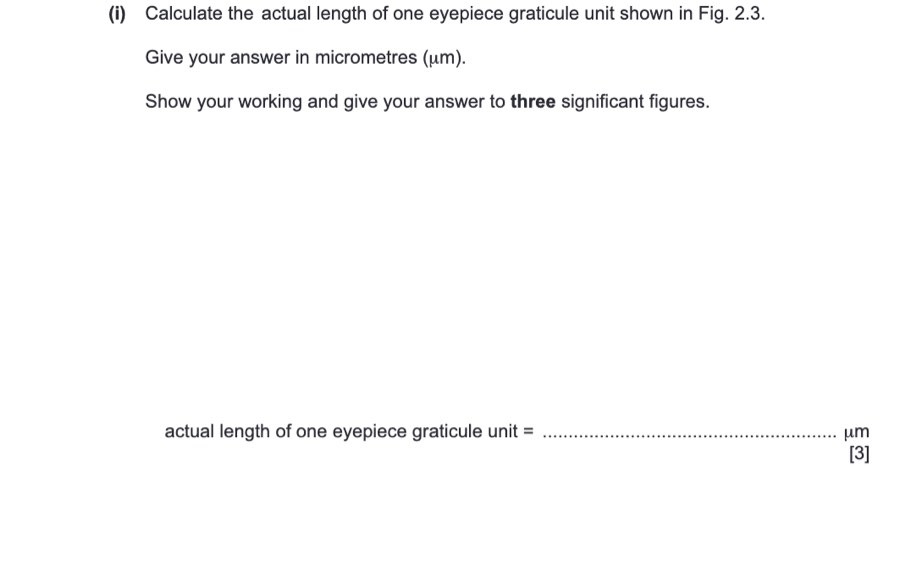 (i) Calculate the actual length of one eyepiece graticule unit shown in Fig. 2.3.
Give your answer in micrometres (μm).
Show your working and give your answer to three significant figures.
actual length of one eyepiece graticule unit = .......................................................... μm
[3]